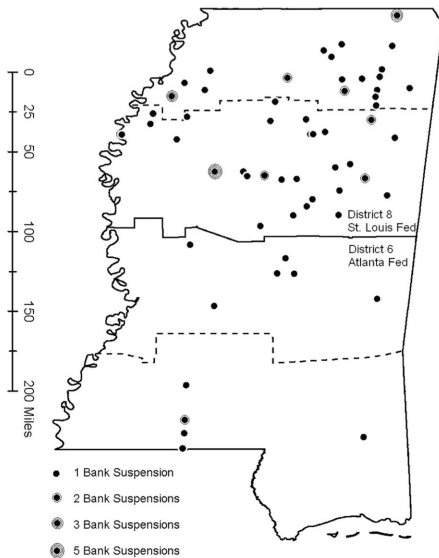 0
25
50
100
150
200 Miles
District 8
St. Louis Fed
District 6
Atlanta Fed
1 Bank Suspension
2 Bank Suspensions
3 Bank Suspensions
5 Bank Suspensions